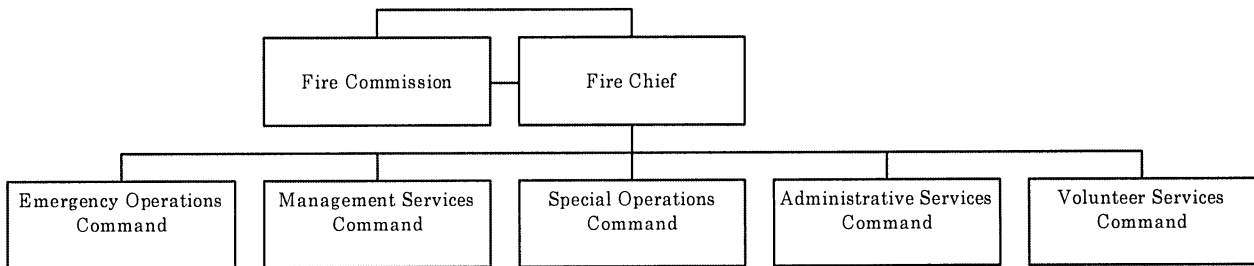 Fire Commission
Fire Chief
Emergency Operations
Command
Management Services
Command
Special Operations
Command
Administrative Services
Command
Volunteer Services
Command